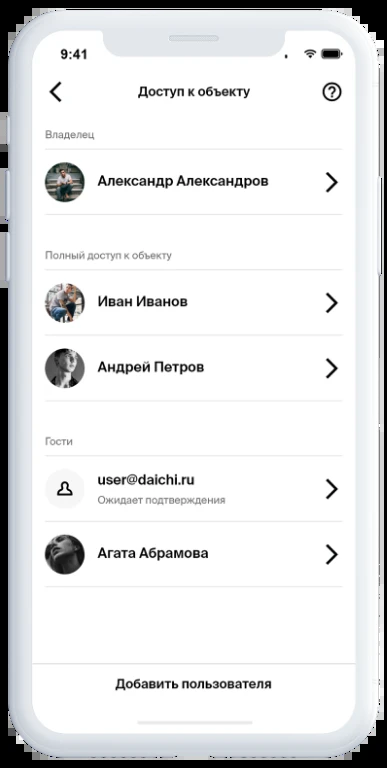 9:41
Доступ к объекту
Владелец
Александр Александров
Полный доступ к объекту
Иван Иванов
Андрей Петров
Гости
user@daichi.ru
Ожидает подтверждения
Агата Абрамова
Добавить пользователя